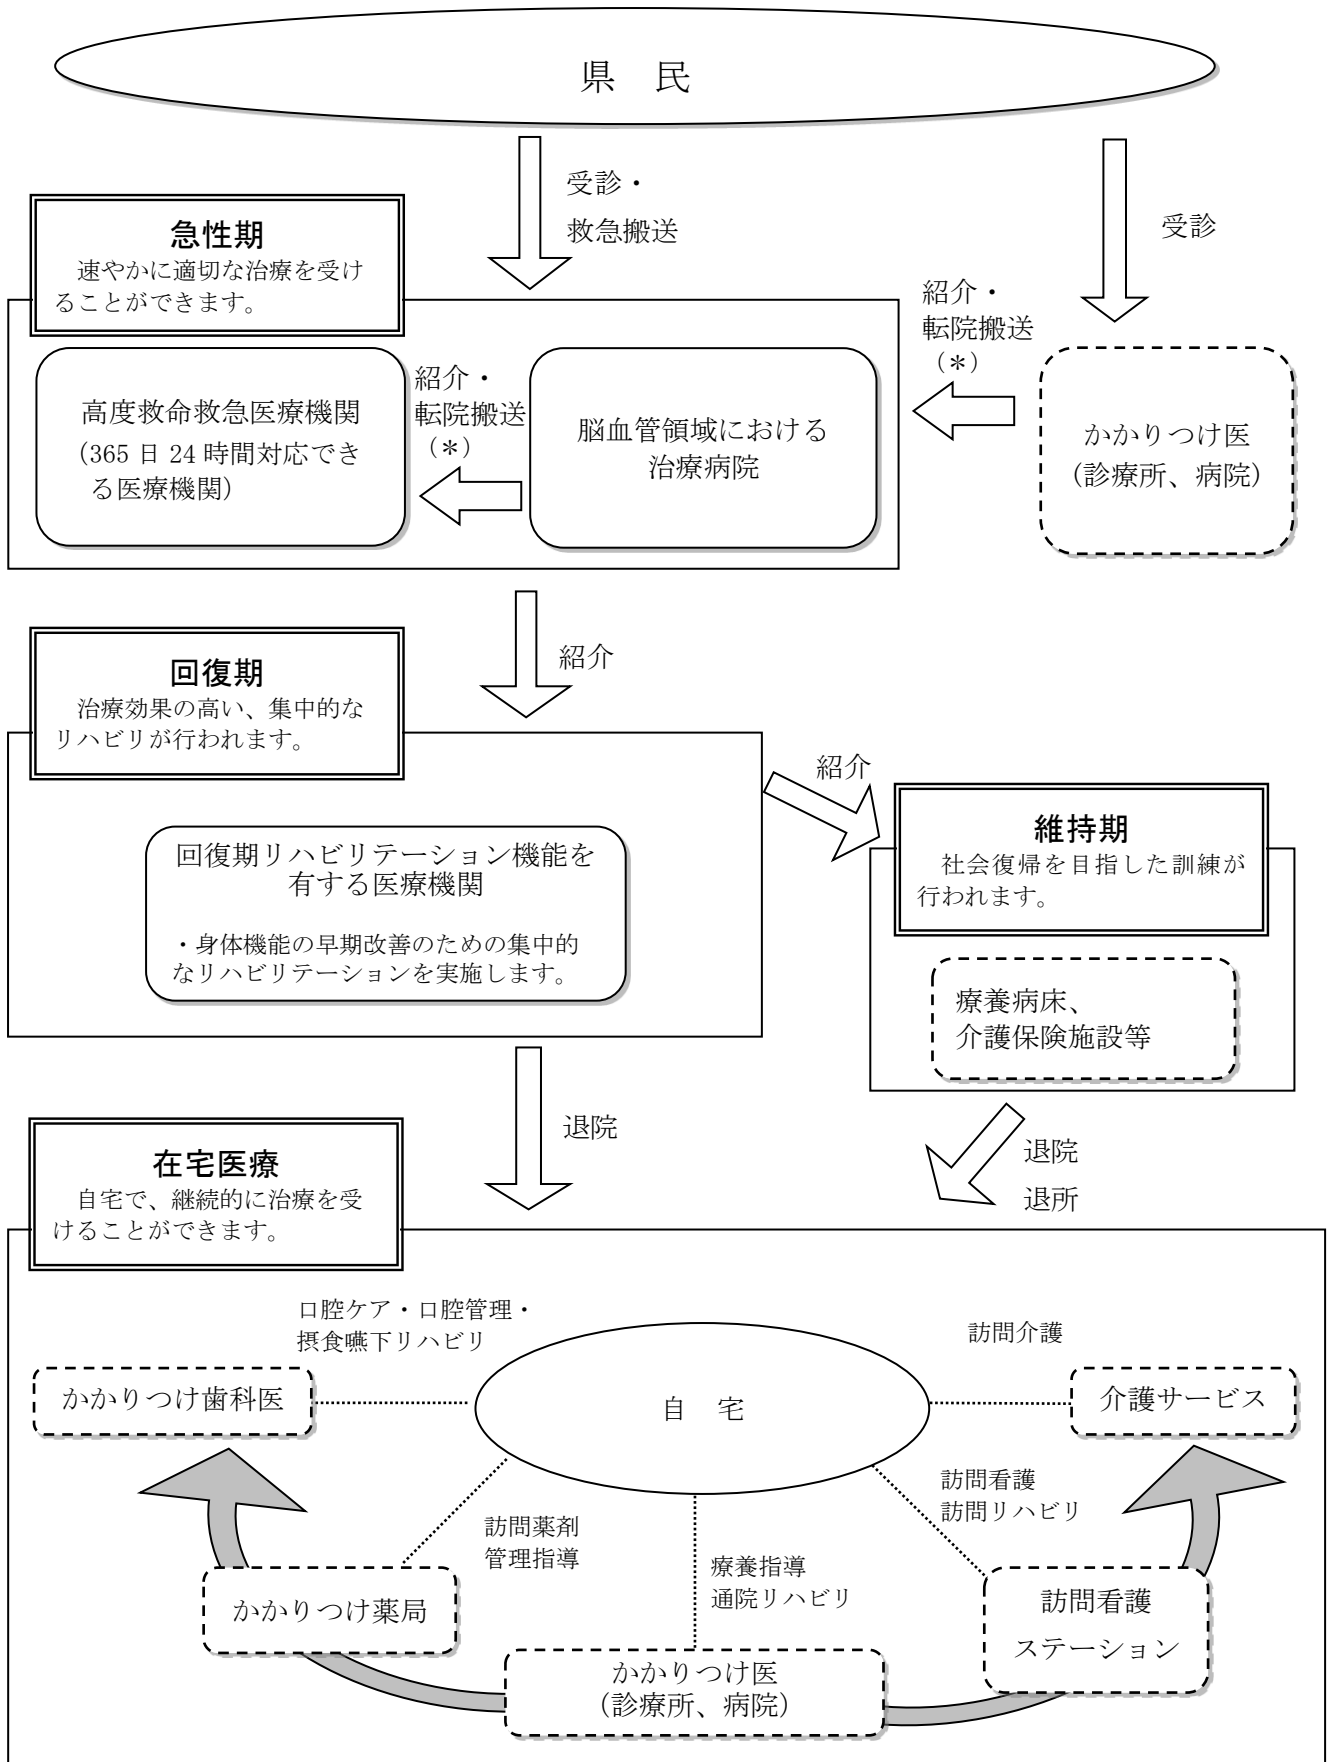 県　民
受診・
救急搬送
受診
急性期
速やかに適切な治療を受け
ることができます。
紹介・
転院搬送
（＊）
高度救命救急医療機関
(365 日 24 時間対応でき
る医療機関)
紹介・
転院搬送
（＊）
脳血管領域における
治療病院
かかりつけ医
(診療所、病院)
紹介
回復期
治療効果の高い、集中的な
リハビリが行われます。
紹介
回復期リハビリテーション機能を
有する医療機関
・身体機能の早期改善のための集中的
なリハビリテーションを実施します。
維持期
社会復帰を目指した訓練が
行われます。
療養病床、
介護保険施設等
退院
退院
退所
在宅医療
自宅で、継続的に治療を受
けることができます。
口腔ケア・口腔管理・
摂食嚥下リハビリ
訪問介護
かかりつけ歯科医
自　宅
介護サービス
訪問看護
訪問リハビリ
訪問薬剤
管理指導
療養指導
通院リハビリ
かかりつけ薬局
訪問看護
ステーション
かかりつけ医
(診療所、病院)